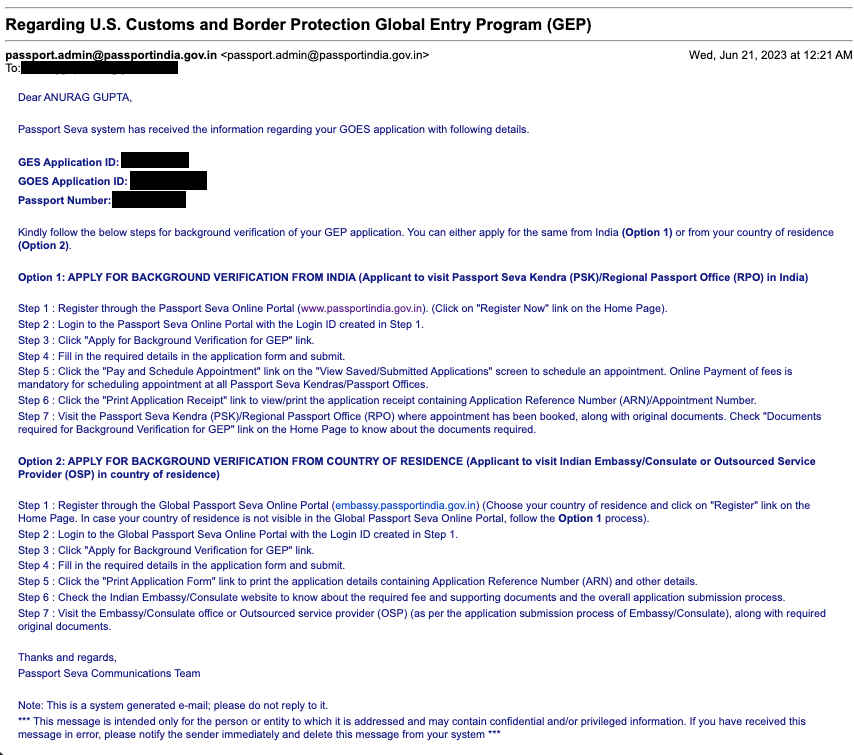 Regarding U.S. Customs and Border Protection Global Entry Program (GEP)
passport.admin@passportindia.gov.in <passport.admin@passportindia.gov.in> Wed, Jun 21, 2023 at 12:21 AM
To:
Dear ANURAG GUPTA,
Passport Seva system has received the information regarding your GOES application with following details.
GES Application ID:
GOES Application ID:
Passport Number:
Kindly follow the below steps for background verification of your GEP application. You can either apply for the same from India (Option 1) or from your country of residence
(Option 2).
Option 1: APPLY FOR BACKGROUND VERIFICATION FROM INDIA (Applicant to visit Passport Seva Kendra (PSK)/Regional Passport Office (RPO) in India)
Step 1 : Register through the Passport Seva Online Portal (www.passportindia.gov.in). (Click on "Register Now" link on the Home Page).
Step 2 : Login to the Passport Seva Online Portal with the Login ID created in Step 1.
Step 3 : Click "Apply for Background Verification for GEP" link.
Step 4 : Fill in the required details in the application form and submit.
Step 5 : Click the "Pay and Schedule Appointment" link on the "View Saved/Submitted Applications" screen to schedule an appointment. Online Payment of fees is
mandatory for scheduling appointment at all Passport Seva Kendras/Passport Offices.
Step 6 : Click the "Print Application Receipt" link to view/print the application receipt containing Application Reference Number (ARN)/Appointment Number.
Step 7 : Visit the Passport Seva Kendra (PSK)/Regional Passport Office (RPO) where appointment has been booked, along with original documents. Check "Documents
required for Background Verification for GEP" link on the Home Page to know about the documents required.
Option 2: APPLY FOR BACKGROUND VERIFICATION FROM COUNTRY OF RESIDENCE (Applicant to visit Indian Embassy/Consulate or Outsourced Service
Provider (OSP) in country of residence)
Step 1 : Register through the Global Passport Seva Online Portal (embassy.passportindia.gov.in) (Choose your country of residence and click on "Register" link on the
Home Page. In case your country of residence is not visible in the Global Passport Seva Online Portal, follow the Option 1 process).
Step 2 : Login to the Global Passport Seva Online Portal with the Login ID created in Step 1.
Step 3 : Click "Apply for Background Verification for GEP" link.
Step 4 : Fill in the required details in the application form and submit.
Step 5 : Click the "Print Application Form" link to print the application details containing Application Reference Number (ARN) and other details.
Step 6 : Check the Indian Embassy/Consulate website to know about the required fee and supporting documents and the overall application submission process.
Step 7 : Visit the Embassy/Consulate office or Outsourced service provider (OSP) (as per the application submission process of Embassy/Consulate), along with required
original documents.
Thanks and regards,
Passport Seva Communications Team
Note: This is a system generated e-mail; please do not reply to it.
*** This message is intended only for the person or entity to which it is addressed and may contain confidential and/or privileged information. If you have received this
message in error, please notify the sender immediately and delete this message from your system ***